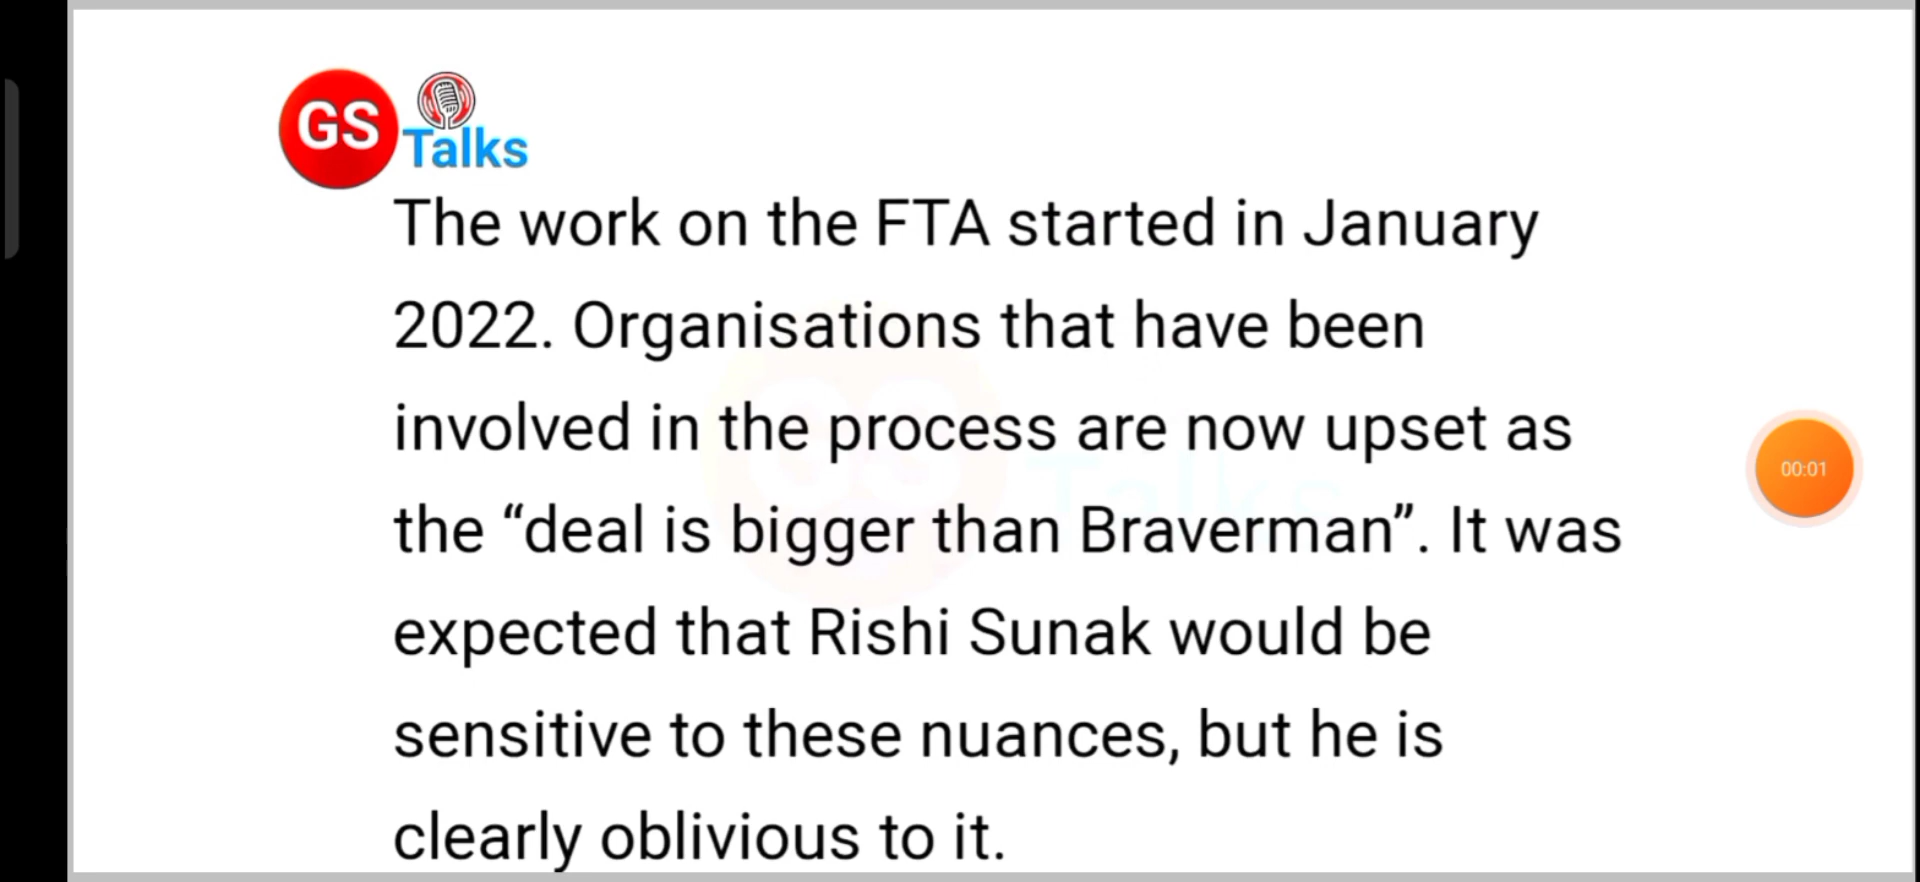 GS
Talks
The work on the FTA started in January
2022. Organisations that have been
involved in the process are now upset as
the “deal is bigger than Braverman”. It was
expected that Rishi Sunak would be
sensitive to these nuances, but he is
clearly oblivious to it.
00:01
GS
Talks